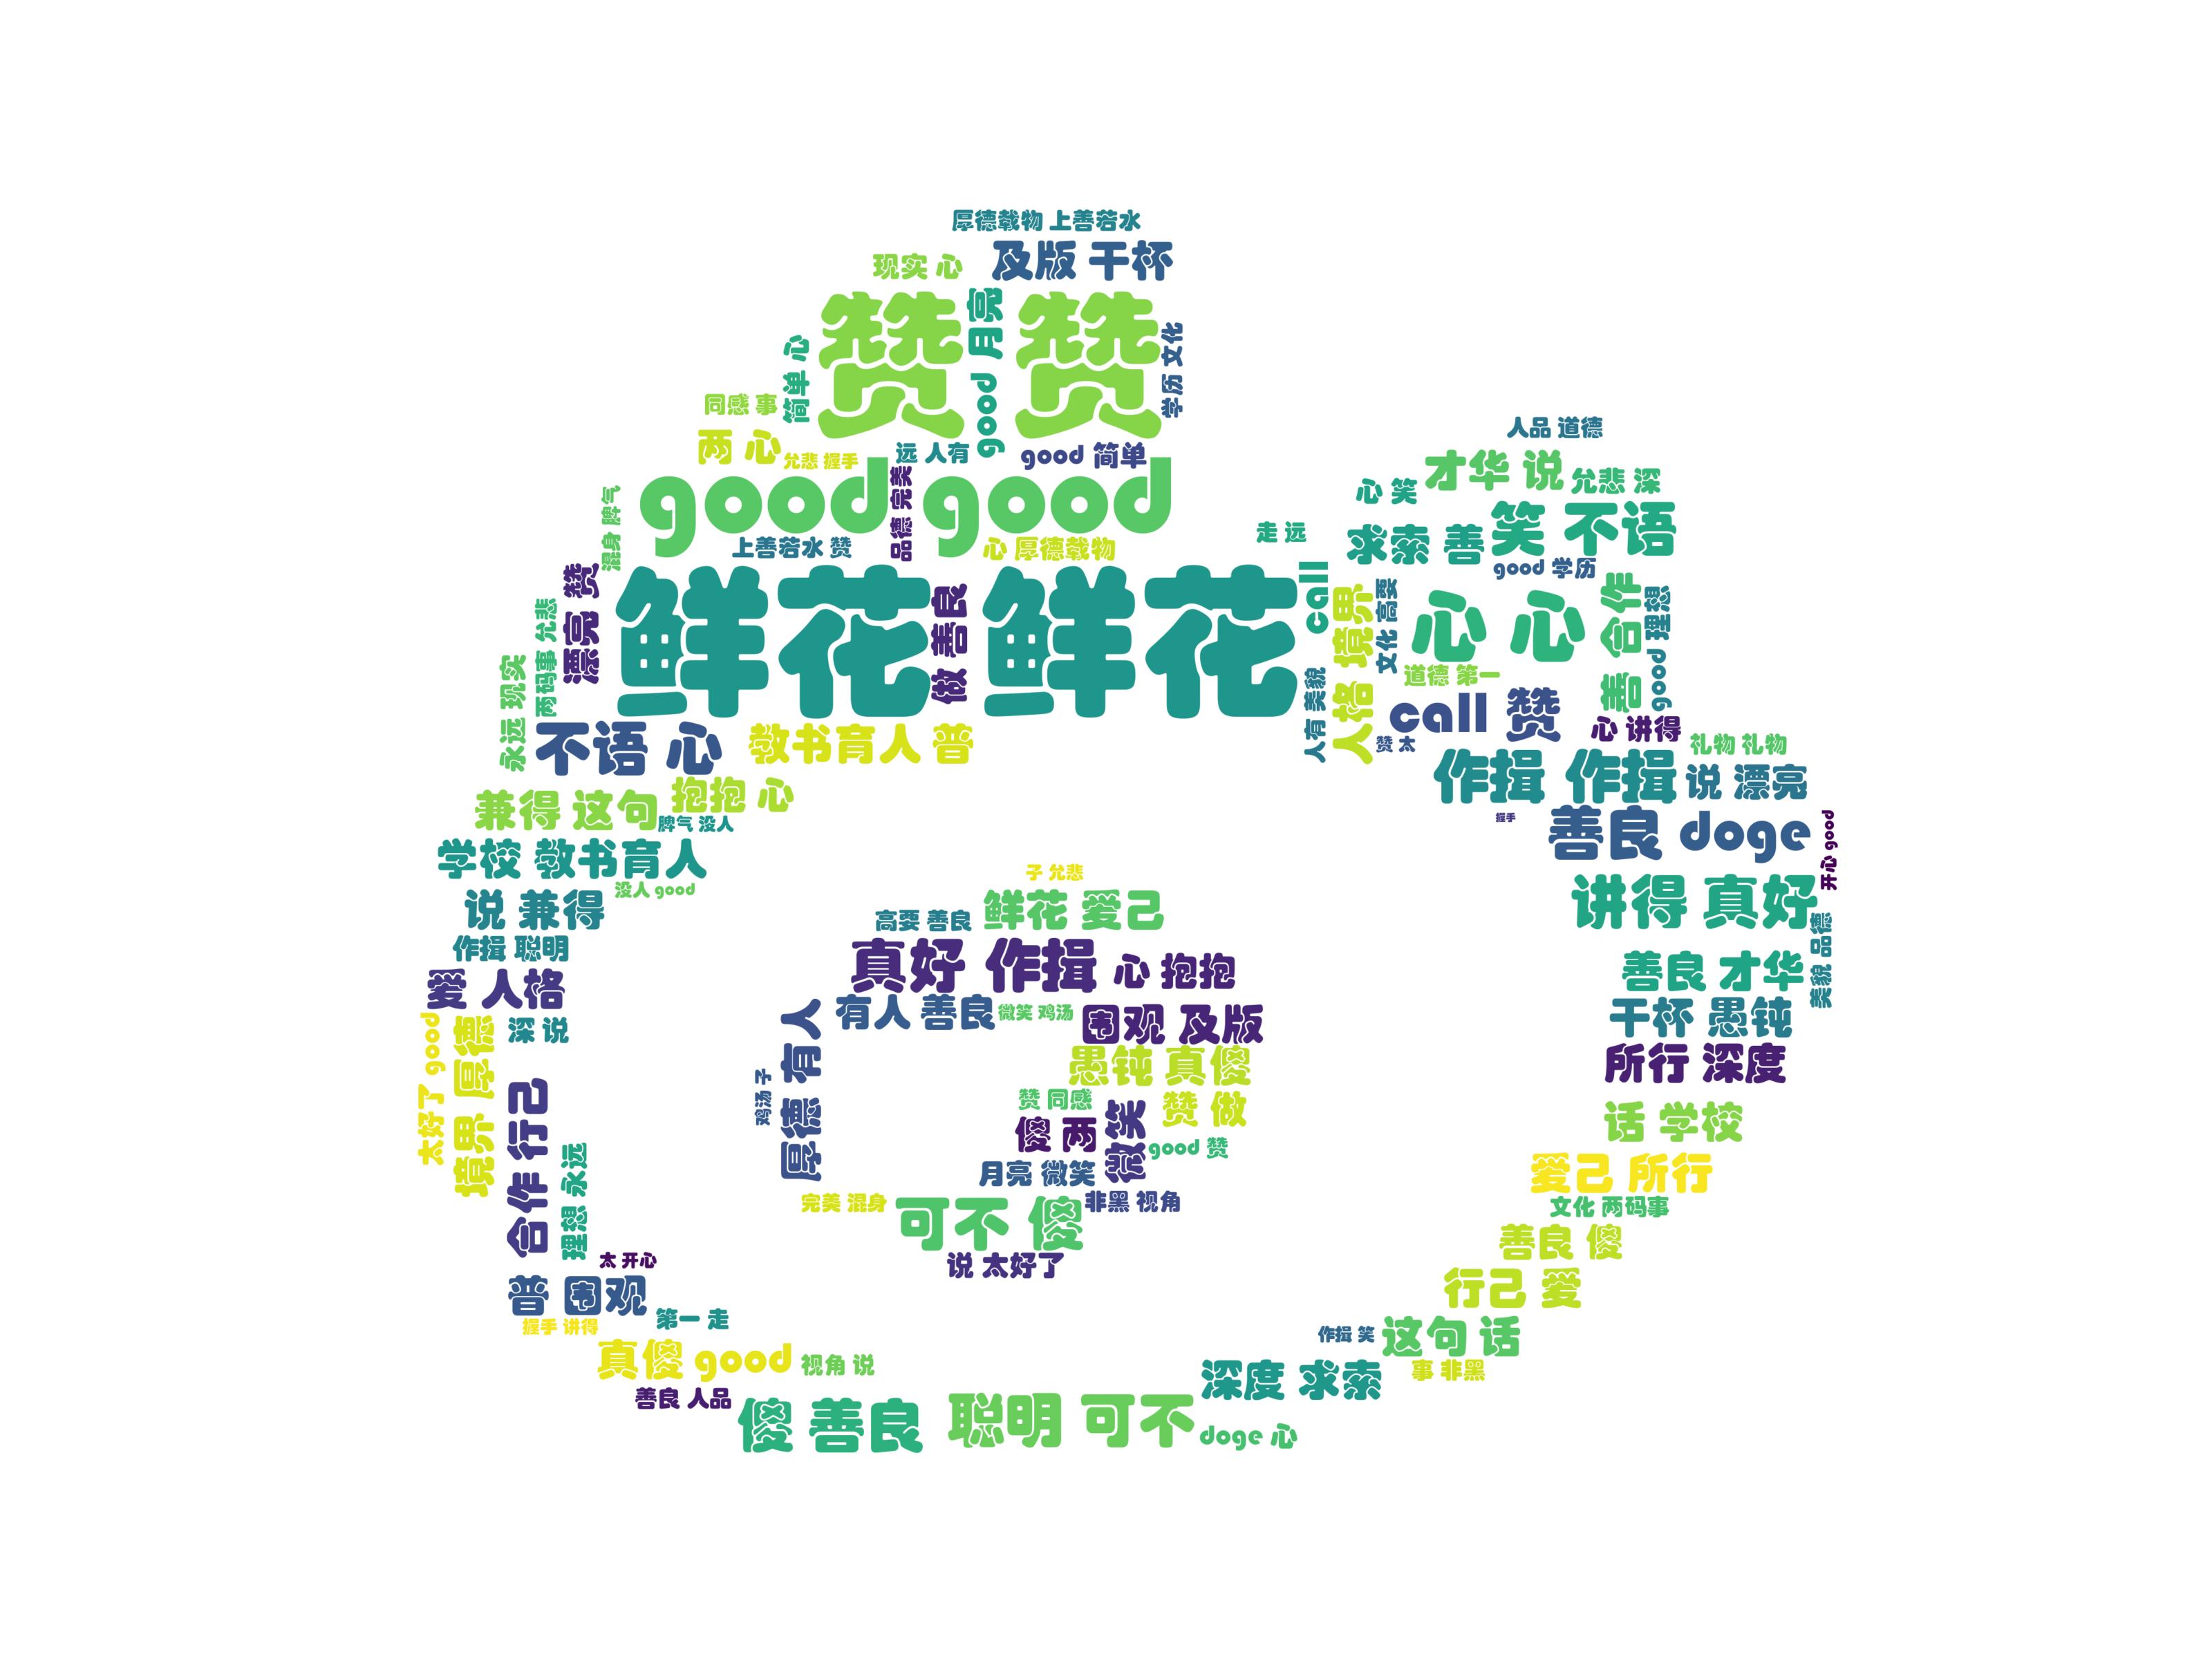 厚德载物 上善若水
现实 心
及版 干杯
赞 赞
good 月亮
简单 心
学历 文化
同感 事
两 心
允悲 握手
远 人有
good 简单
good good
品德 完美
混身 脾气
上善若水 赞
心 厚德载物
鲜花 鲜花
做 善良
漂亮 赞
两码事 允悲
永远 现实
不语 心
教书育人 普
兼得 这句
抱抱 心
脾气 没人
学校 教书育人
没人 good
说 兼得
作揖 聪明
爱 人格
深 说
太好了 good
境界 厚德
合作 行己
理想 永远
太 开心
普 围观
握手 讲得
第一 走
真傻 good
视角 说
善良 人品
傻 善良
聪明 可不
doge 心
深度 求索
作揖 笑
这句 话
事 非黑
行己 爱
善良 傻
文化 两码事
爱己 所行
话 学校
所行 深度
干杯 愚钝
善良 才华
美貌 品德
讲得 真好
开心 good
善良 doge
握手
作揖 作揖
说 漂亮
礼物 礼物
心 讲得
call 赞
赞 太
人格 境界
人有 美貌
call
文化 高要
道德 第一
心 心
善 合作
good 理想
good 学历
求索 善
笑 不语
走 远
心 笑
才华 说
允悲 深
人品 道德
子 允悲
高要 善良
鲜花 爱己
真好 作揖
心 抱抱
有人 善良
微笑 鸡汤
围观 及版
厚德 有人
鸡汤 子
愚钝 真傻
赞 同感
赞 做
傻 两
微笑
good 赞
月亮 微笑
完美 混身
可不 傻
非黑 视角
说 太好了